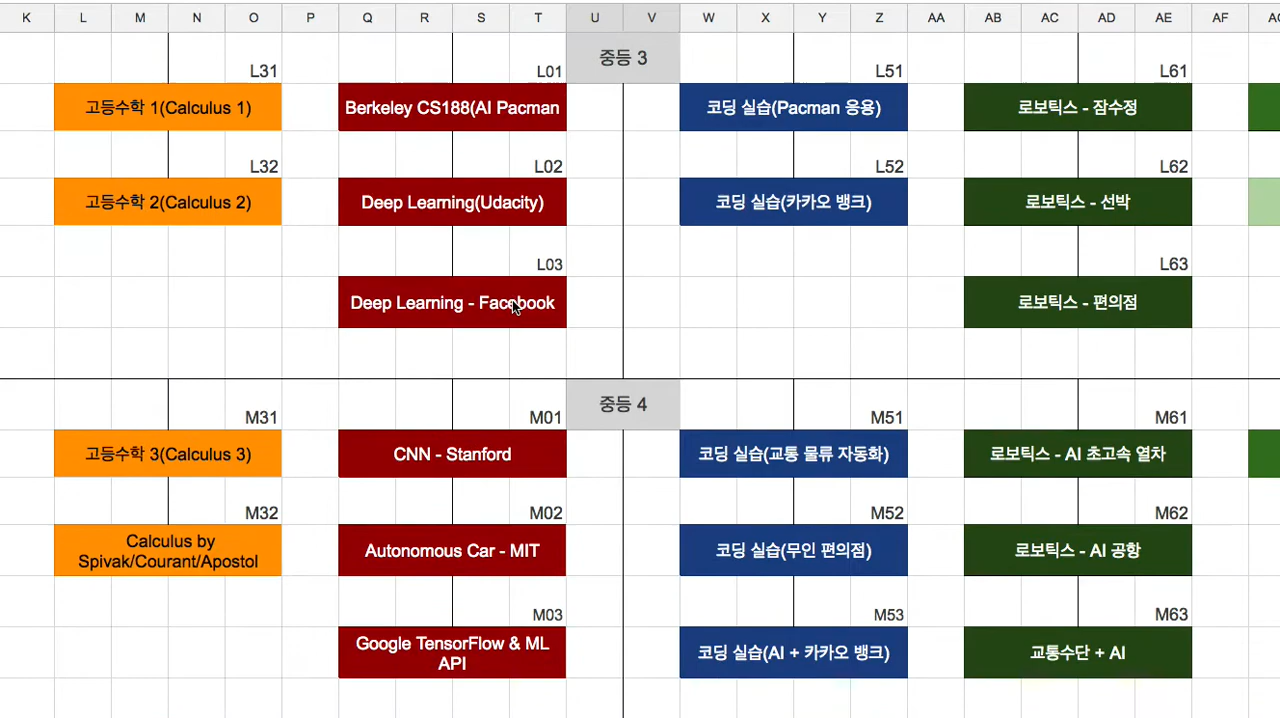 K L M N O P Q R S T U V W X Y Z AA AB AC AD AE AF
중등 3
L31 L01 L51 L61
고등수학 1(Calculus 1) Berkeley CS188(AI Pacman 코딩 실습(Pacman 응용) 로보틱스 - 잠수정
L32 L02 L52 L62
고등수학 2(Calculus 2) Deep Learning(Udacity) 코딩 실습(카카오 뱅크) 로보틱스 - 선박
L03 L63
Deep Learning - Facebook 로보틱스 - 편의점
중등 4
M31 M01 M51 M61
고등수학 3(Calculus 3) CNN - Stanford 코딩 실습(교통 물류 자동화) 로보틱스 - AI 초고속 열차
M32 M02 M52 M62
Calculus by
Spivak/Courant/Apostol Autonomous Car - MIT 코딩 실습(무인 편의점) 로보틱스 - AI 공항
M03 M53 M63
Google TensorFlow & ML
API 코딩 실습(AI + 카카오 뱅크) 교통수단 + AI